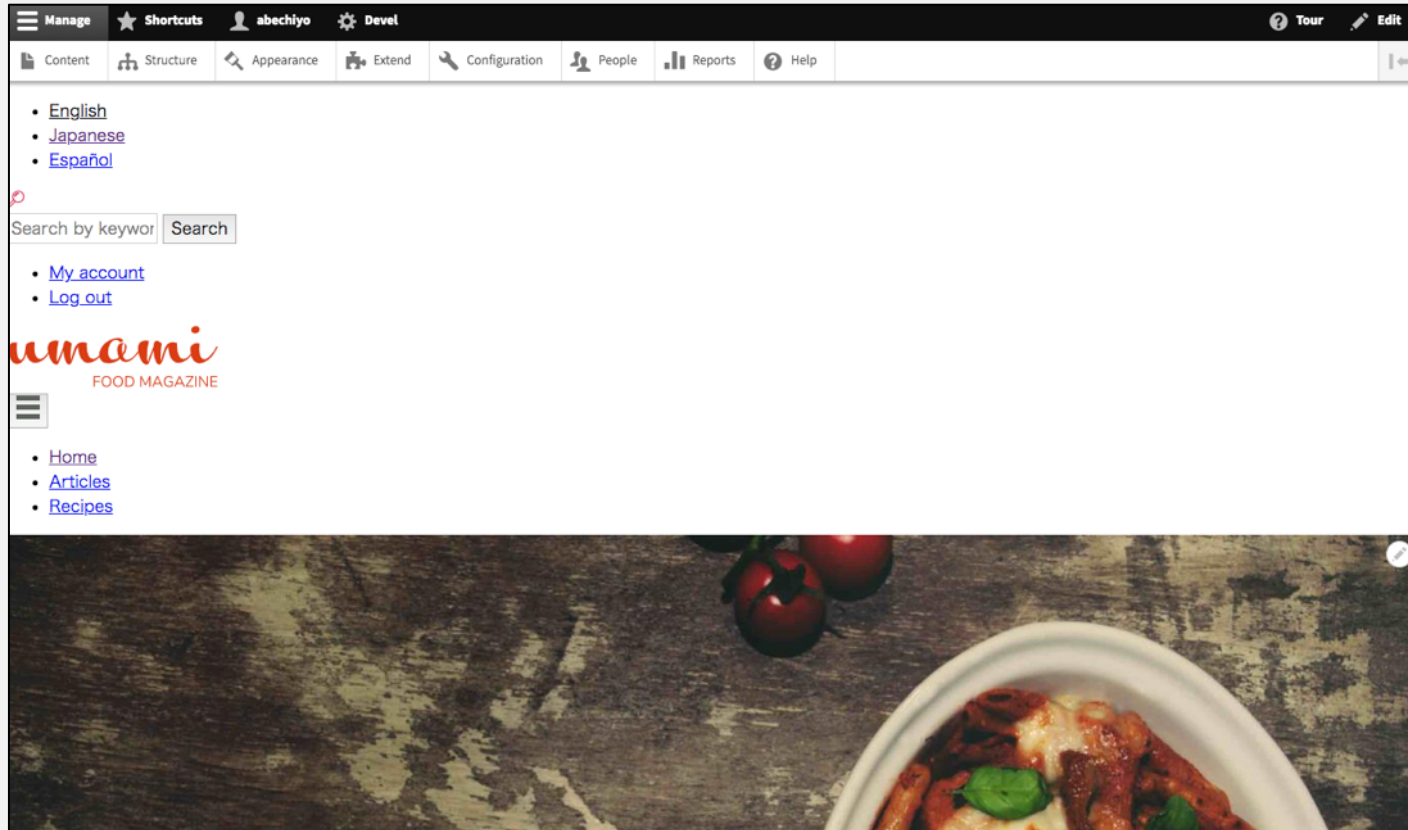 Manage Shortcuts abechiyo Devel Tour Edit
Content Structure Appearance Extend Configuration People Reports Help
English
Japanese
Español
Search by keywor Search
My account
Log out
umami
FOOD MAGAZINE
Home
Articles
Recipes